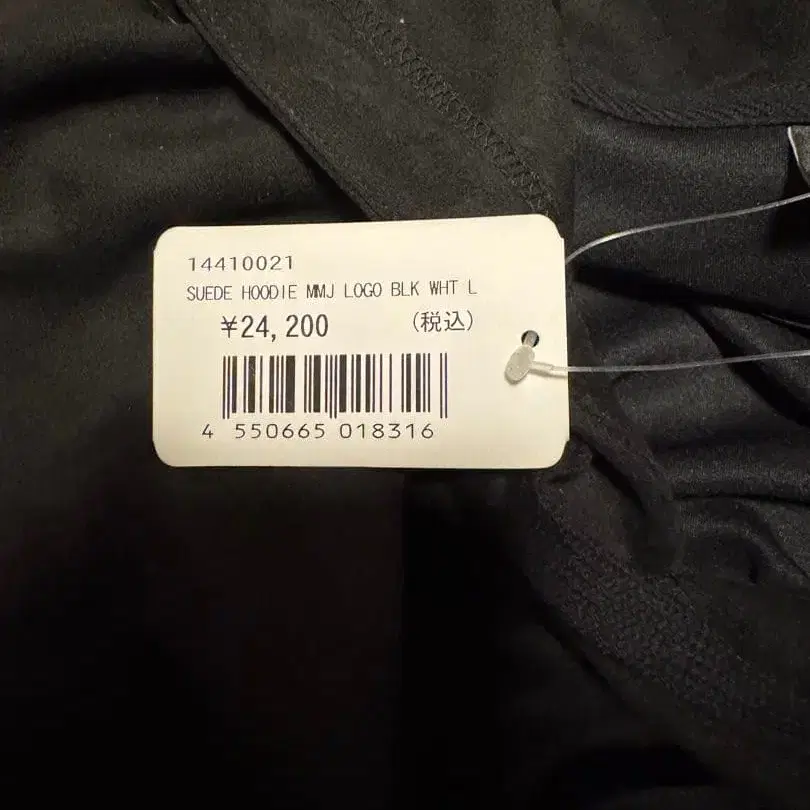 14410021
SUEDE HOODIE MMJ LOGO BLK WHT L
¥24,200 (税込)
4 550665 018316